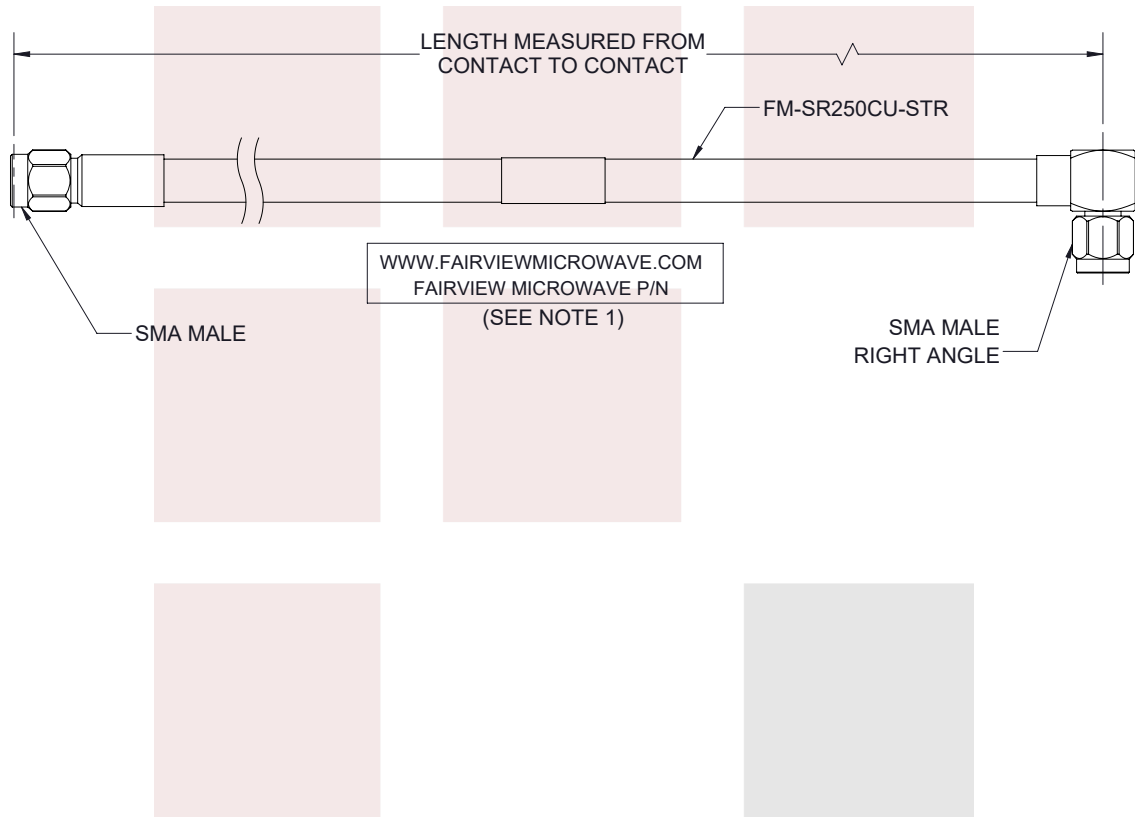 LENGTH MEASURED FROM
CONTACT TO CONTACT
FM-SR250CU-STR
WWW.FAIRVIEWMICROWAVE.COM
FAIRVIEW MICROWAVE P/N
(SEE NOTE 1)
SMA MALE
SMA MALE
RIGHT ANGLE